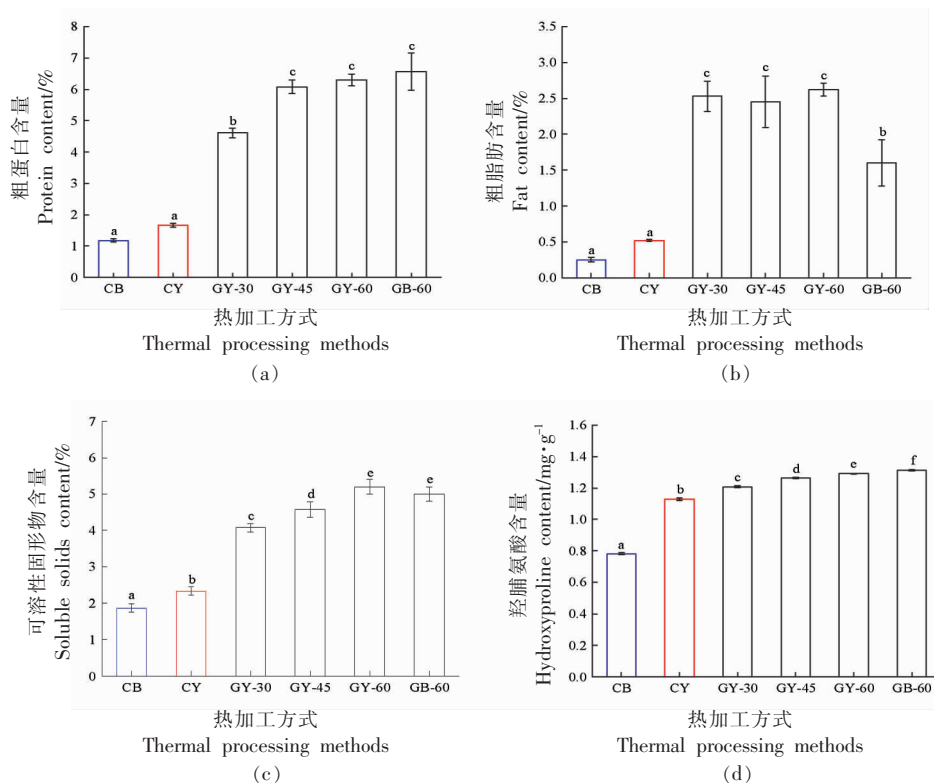 粗蛋白含量
Protein content/%
8
7
6
5
4
3
2
1
0
a
a
b
c
c
c
CB
CY
GY-30
GY-45
GY-60
GB-60
热加工方式
Thermal processing methods
(a)
粗脂肪含量
Fat content/%
3.5
3.0
2.5
2.0
1.5
1.0
0.5
0.0
a
a
c
c
c
b
CB
CY
GY-30
GY-45
GY-60
GB-60
热加工方式
Thermal processing methods
(b)
可溶性固形物含量
Soluble solids content/%
7
6
5
4
3
2
1
0
a
b
c
d
e
e
CB
CY
GY-30
GY-45
GY-60
GB-60
热加工方式
Thermal processing methods
(c)
羟脯氨酸含量
Hydroxyproline content/mg·g⁻¹
1.6
1.4
1.2
1.0
0.8
0.6
0.4
0.2
0.0
a
b
c
d
e
f
CB
CY
GY-30
GY-45
GY-60
GB-60
热加工方式
Thermal processing methods
(d)